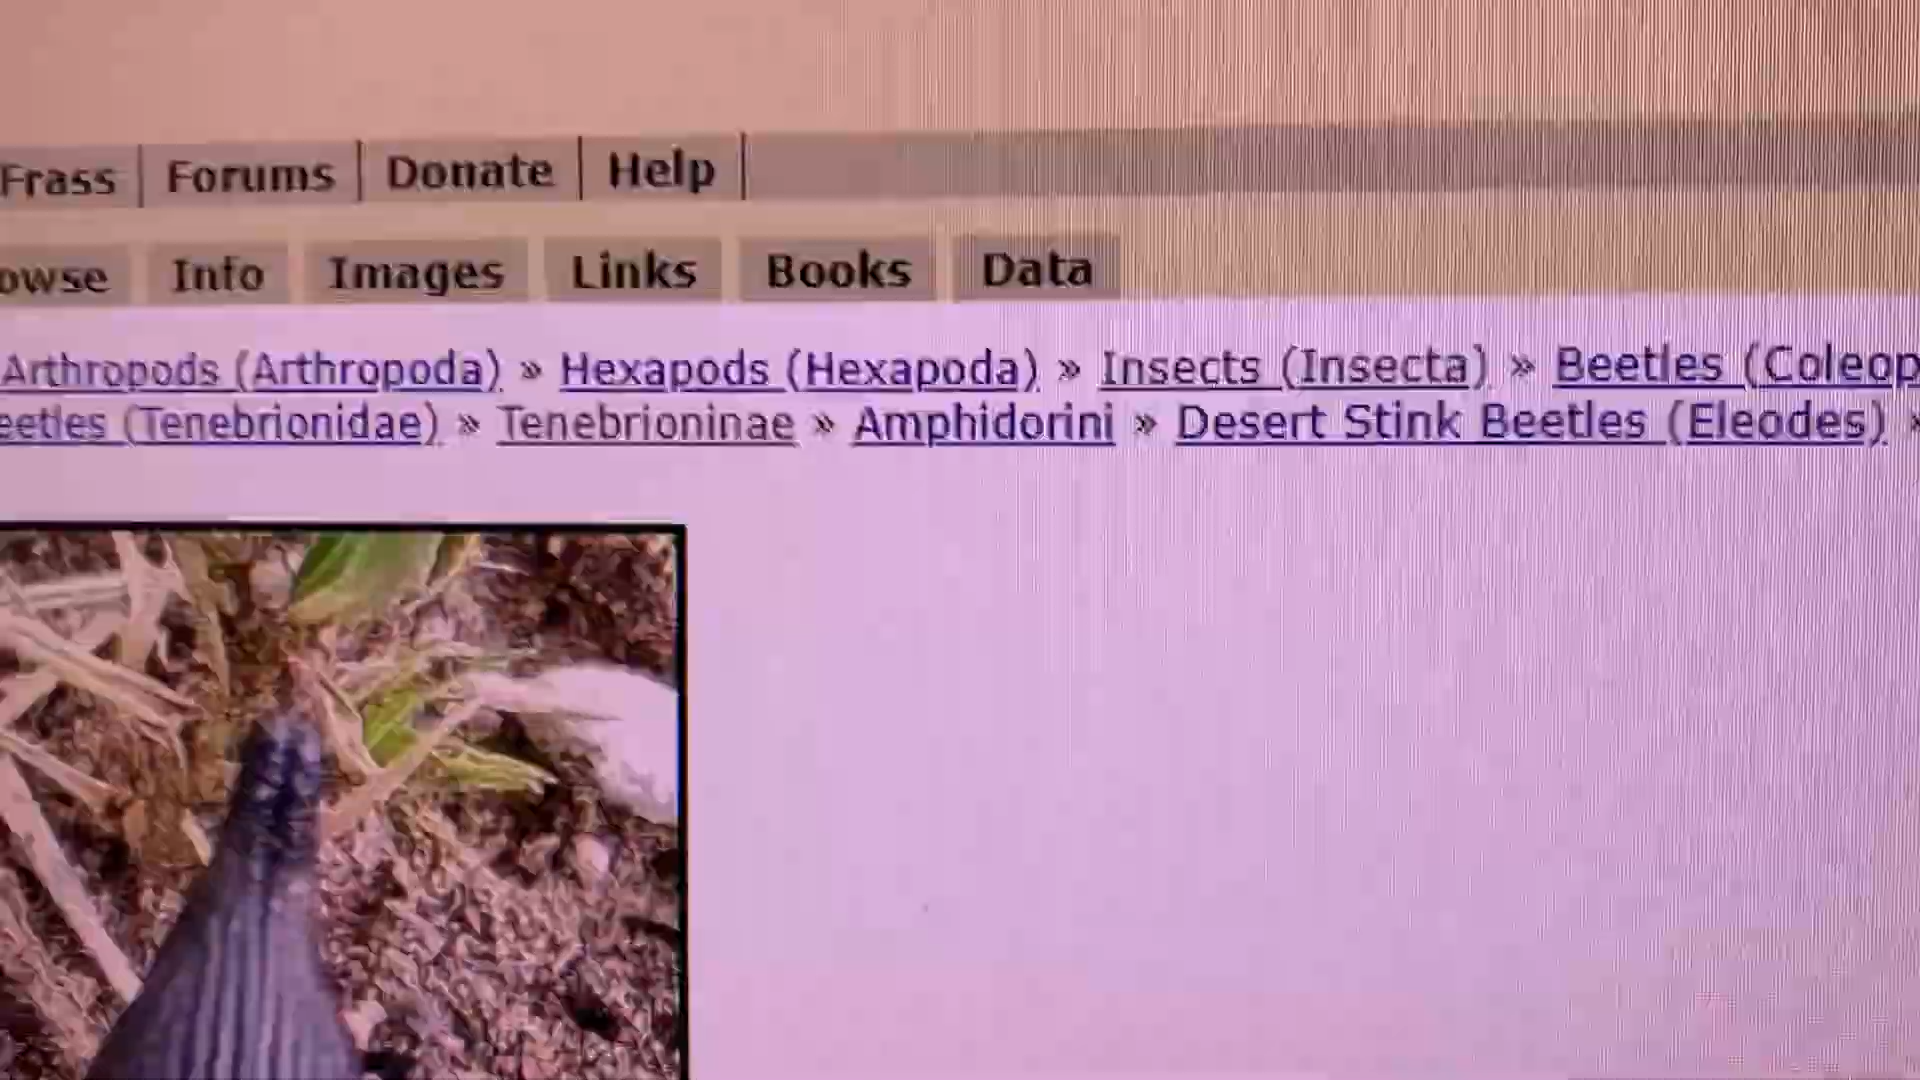 Frass Forums Donate Help
owse Info Images Links Books Data
Arthropods (Arthropoda) » Hexapods (Hexapoda) » Insects (Insecta) » Beetles (Coleop
eetles (Tenebrionidae) » Tenebrioninae » Amphidorini » Desert Stink Beetles (Eleodes) »